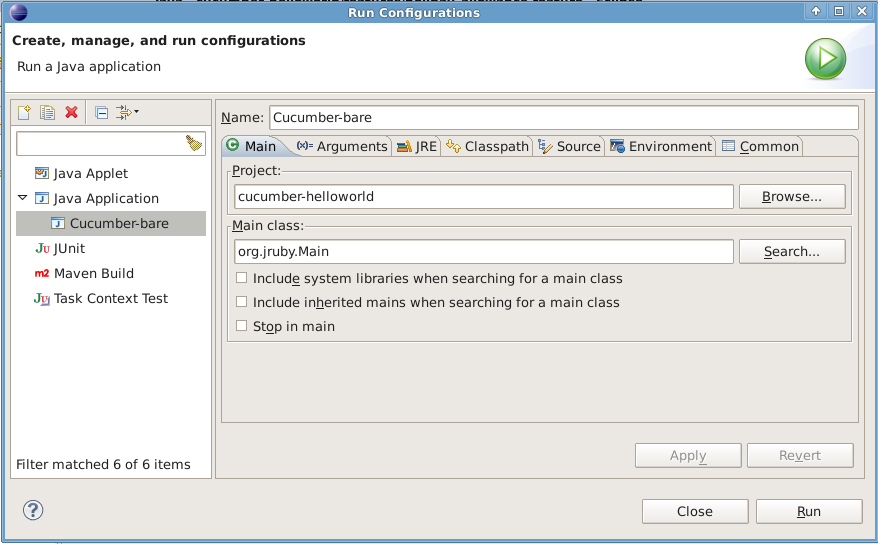 Run Configurations
Create, manage, and run configurations
Run a Java application
Name: Cucumber-bare
Main (x)= Arguments JRE Classpath Source Environment Common
Java Applet
Java Application
Cucumber-bare
JUnit
Maven Build
Task Context Test
Filter matched 6 of 6 items
Project:
cucumber-helloworld Browse...
Main class:
org.jruby.Main Search...
Include system libraries when searching for a main class
Include inherited mains when searching for a main class
Stop in main
Apply Revert
Close Run